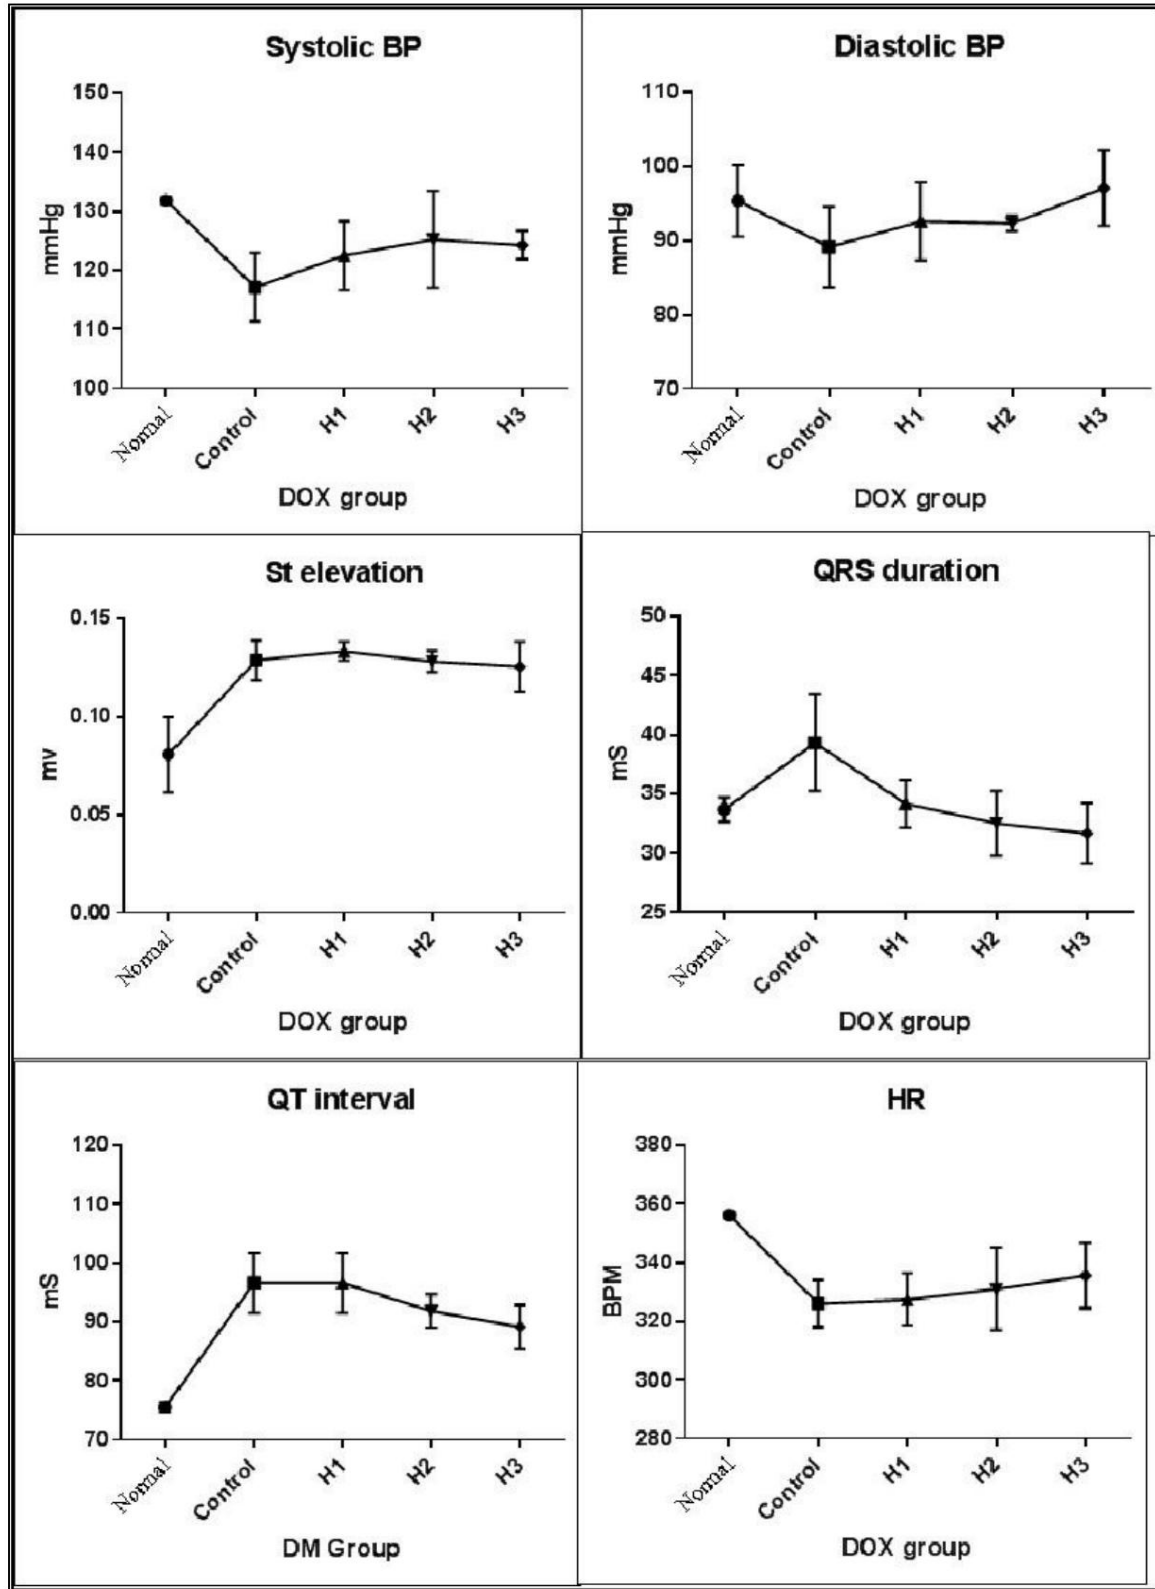 Systolic BP
mmHg
150
140
130
120
110
100
Normal
Control
H1
H2
H3
DOX group
Diastolic BP
mmHg
110
100
90
80
70
Normal
Control
H1
H2
H3
DOX group
St elevation
mv
0.15
0.10
0.05
0.00
Normal
Control
H1
H2
H3
DOX group
QRS duration
mS
50
45
40
35
30
25
Normal
Control
H1
H2
H3
DOX group
QT interval
mS
120
110
100
90
80
70
Normal
Control
H1
H2
H3
DM Group
HR
BPM
380
360
340
320
300
280
Normal
Control
H1
H2
H3
DOX group